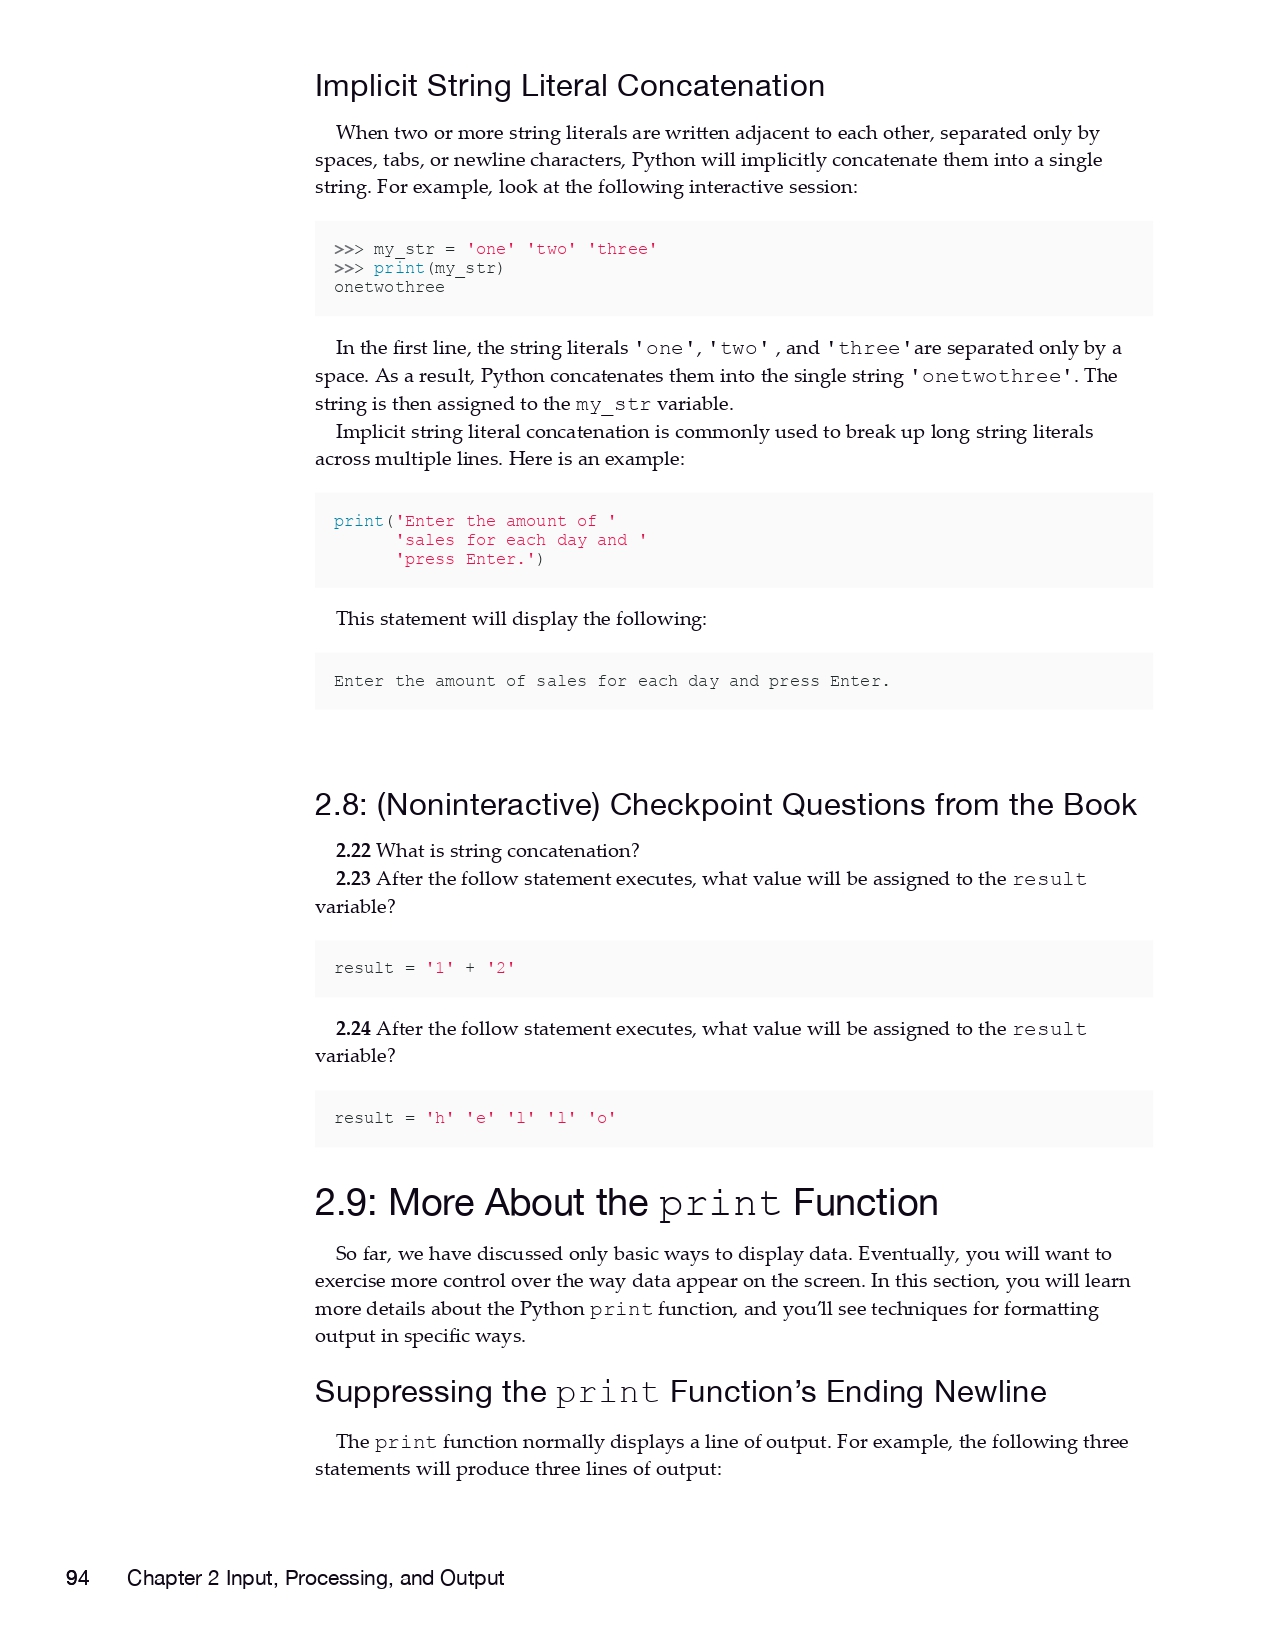 Implicit String Literal Concatenation
When two or more string literals are written adjacent to each other, separated only by
spaces, tabs, or newline characters, Python will implicitly concatenate them into a single
string. For example, look at the following interactive session:
>>> my_str = 'one' 'two' 'three'
>>> print(my_str)
onetwothree
In the first line, the string literals 'one', 'two' , and 'three'are separated only by a
space. As a result, Python concatenates them into the single string 'onetwothree'. The
string is then assigned to the my_str variable.
Implicit string literal concatenation is commonly used to break up long string literals
across multiple lines. Here is an example:
print('Enter the amount of '
      'sales for each day and '
      'press Enter.')
This statement will display the following:
Enter the amount of sales for each day and press Enter.
2.8: (Noninteractive) Checkpoint Questions from the Book
2.22 What is string concatenation?
2.23 After the follow statement executes, what value will be assigned to the result
variable?
result = '1' + '2'
2.24 After the follow statement executes, what value will be assigned to the result
variable?
result = 'h' 'e' 'l' 'l' 'o'
2.9: More About the print Function
So far, we have discussed only basic ways to display data. Eventually, you will want to
exercise more control over the way data appear on the screen. In this section, you will learn
more details about the Python print function, and you’ll see techniques for formatting
output in specific ways.
Suppressing the print Function’s Ending Newline
The print function normally displays a line of output. For example, the following three
statements will produce three lines of output:
94 Chapter 2 Input, Processing, and Output